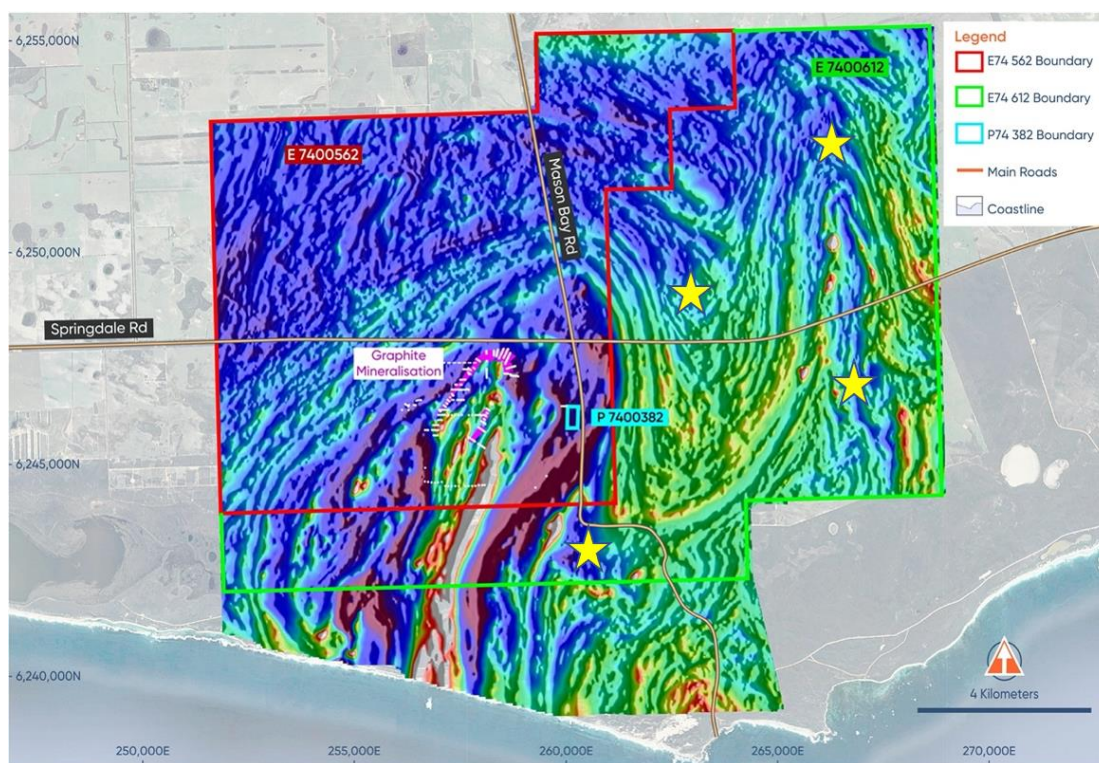 6,255,000N
6,250,000N
6,245,000N
6,240,000N
250,000E
255,000E
260,000E
265,000E
270,000E
E 7400562
E 7400612
P 7400382
Mason Bay Rd
Springdale Rd
Graphite
Mineralisation
Legend
E74 562 Boundary
E74 612 Boundary
P74 382 Boundary
Main Roads
Coastline
4 Kilometers